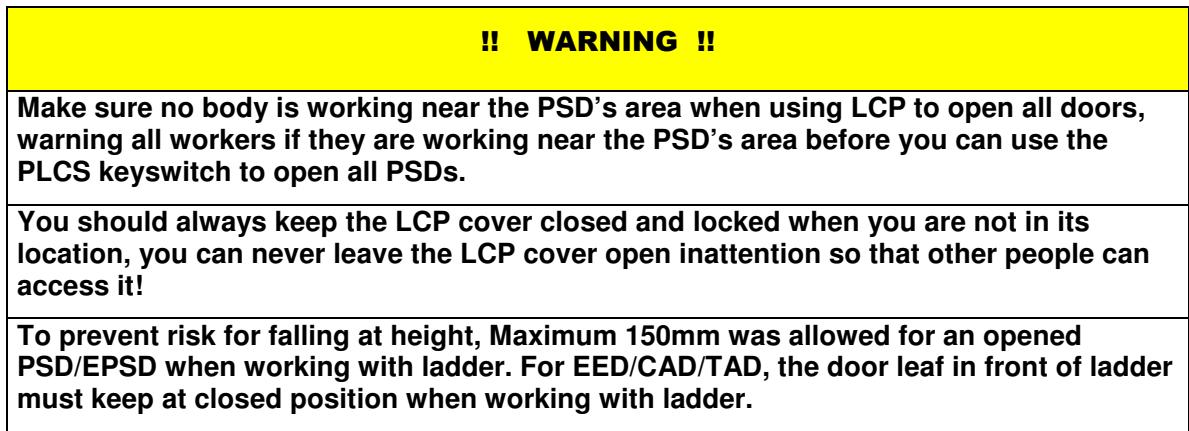 !! WARNING !!
Make sure no body is working near the PSD's area when using LCP to open all doors,
warning all workers if they are working near the PSD's area before you can use the
PLCS keyswitch to open all PSDs.
You should always keep the LCP cover closed and locked when you are not in its
location, you can never leave the LCP cover open inattention so that other people can
access it!
To prevent risk for falling at height, Maximum 150mm was allowed for an opened
PSD/EPSD when working with ladder. For EED/CAD/TAD, the door leaf in front of ladder
must keep at closed position when working with ladder.